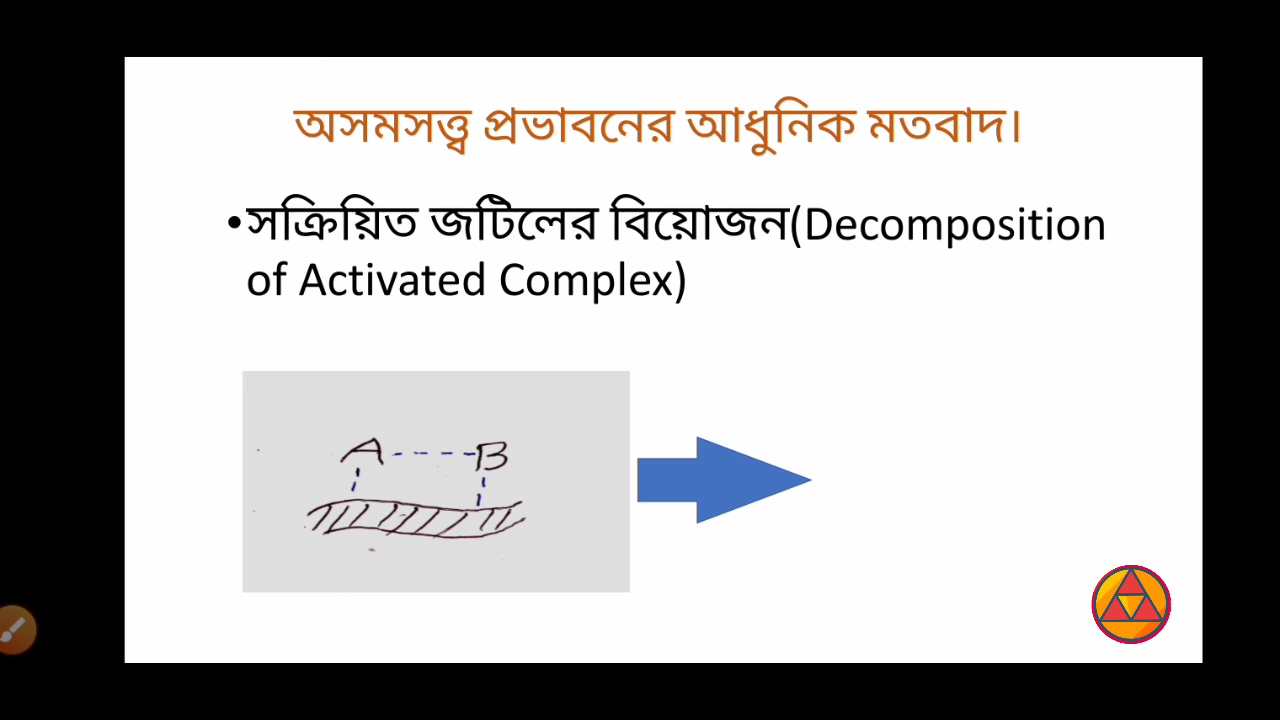 অসমসত্ত্ব প্রভাবনের আধুনিক মতবাদ।
•সক্রিয়িত জটিলের বিয়োজন(Decomposition
of Activated Complex)
A B